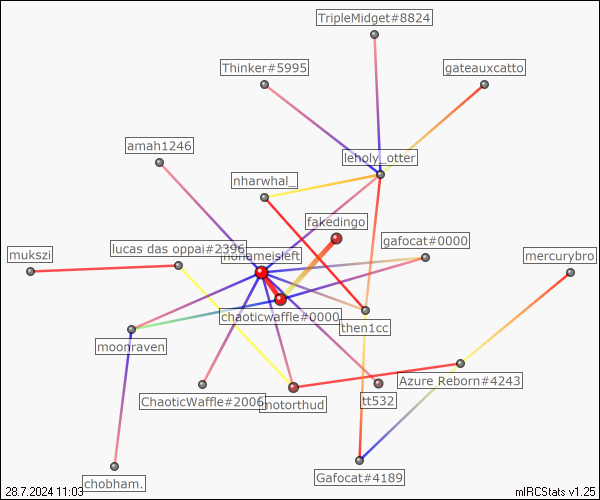 TripleMidget#8824
Thinker#5995
gateauxcatto
amah1246
leholy_otter
nharwhal_
fakedingo
gafocat#0000
mukszi
lucas das oppai#2396
nonameisleft
mercurybro
chaoticwaffle#0000
then1cc
moonraven
Azure Reborn#4243
ChaoticWaffle#2006
motorthud
tt532
chobham.
Gafocat#4189
28.7.2024 11:03
mIRCStats v1.25